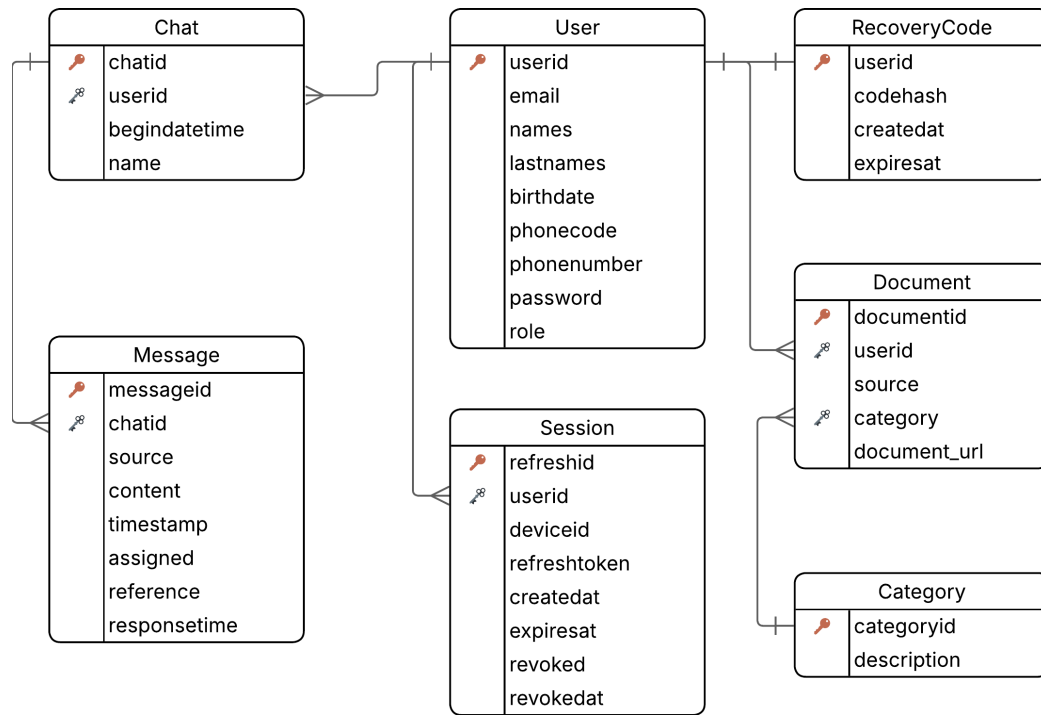 Chat
chatid
userid
begindatetime
name
User
userid
email
names
lastnames
birthdate
phonecode
phonenumber
password
role
RecoveryCode
userid
codehash
createdat
expiresat
Document
documentid
userid
source
category
document_url
Message
messageid
chatid
source
content
timestamp
assigned
reference
responsetime
Session
refreshid
userid
deviceid
refreshtoken
createdat
expiresat
revoked
revokedat
Category
categoryid
description